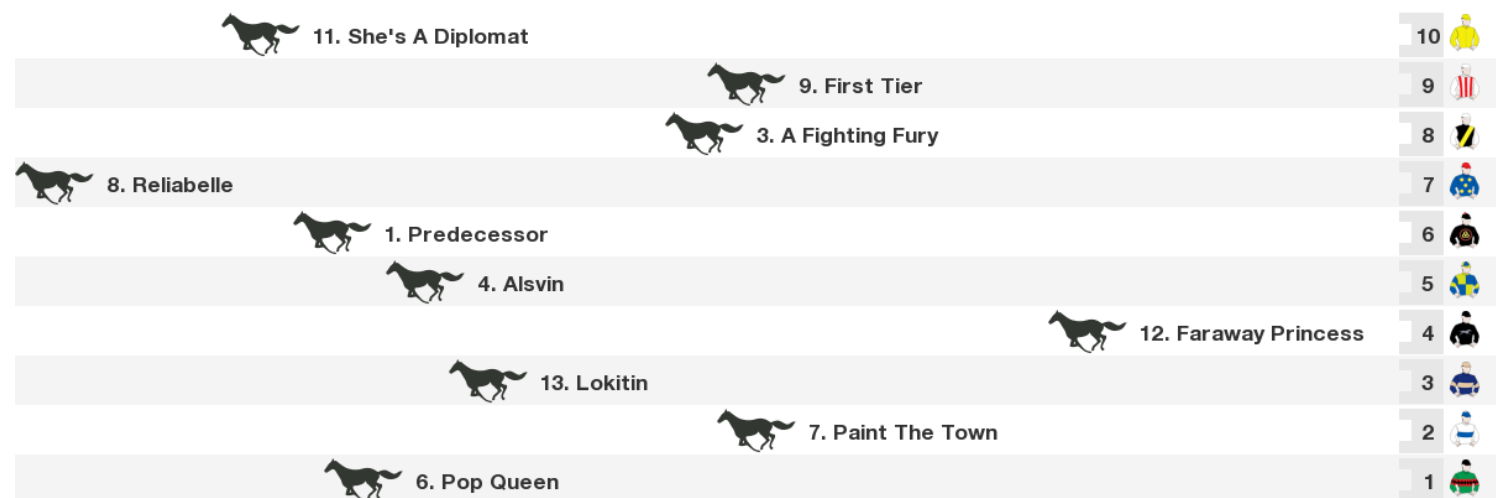 11. She's A Diplomat 10
9. First Tier 9
3. A Fighting Fury 8
8. Reliabelle 7
1. Predecessor 6
4. Alsvin 5
12. Faraway Princess 4
13. Lokitin 3
7. Paint The Town 2
6. Pop Queen 1